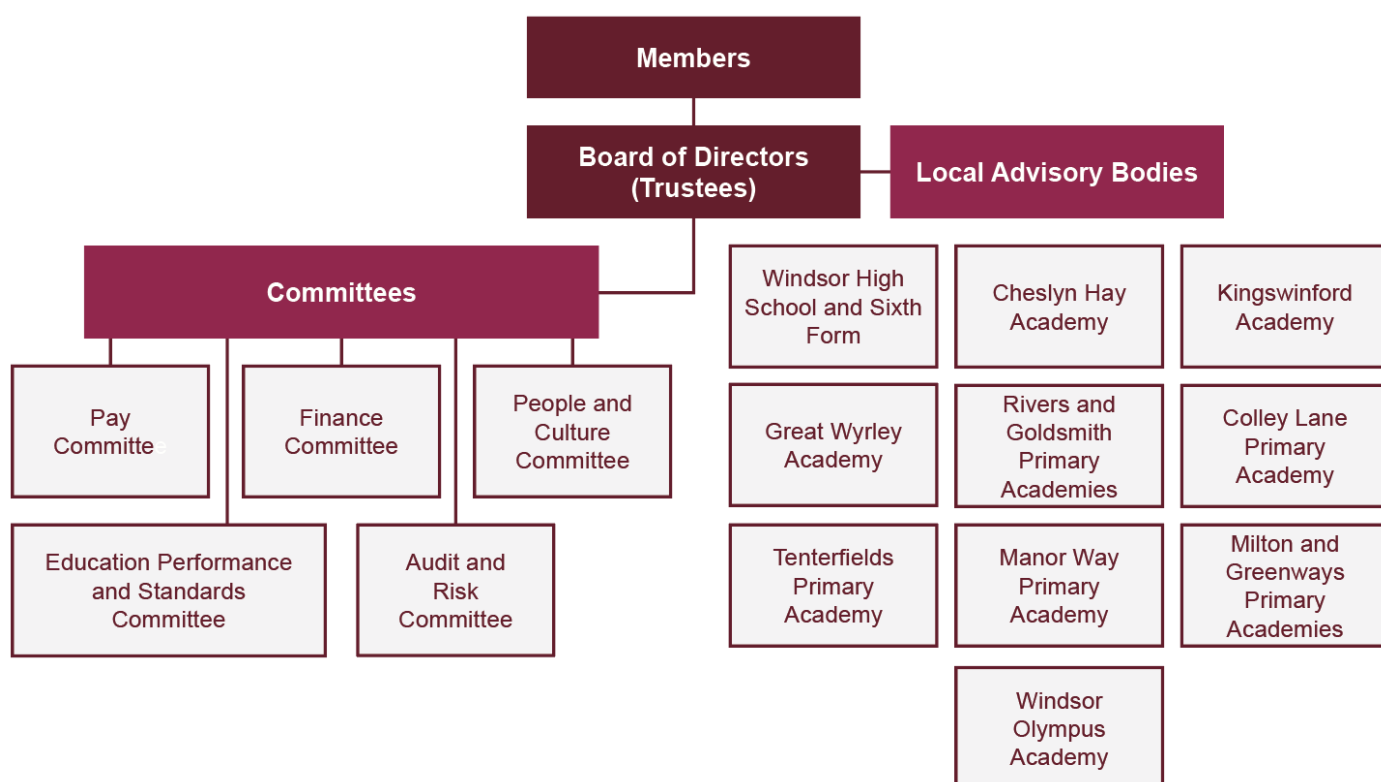 Members
Board of Directors
(Trustees)
Local Advisory Bodies
Committees
Pay
Committee
Finance
Committee
People and
Culture
Committee
Education Performance
and Standards
Committee
Audit and
Risk
Committee
Windsor High
School and Sixth
Form
Cheslyn Hay
Academy
Kingswinford
Academy
Great Wyrley
Academy
Rivers and
Goldsmith
Primary
Academies
Colley Lane
Primary
Academy
Tenterfields
Primary
Academy
Manor Way
Primary
Academy
Milton and
Greenways
Primary
Academies
Windsor
Olympus
Academy